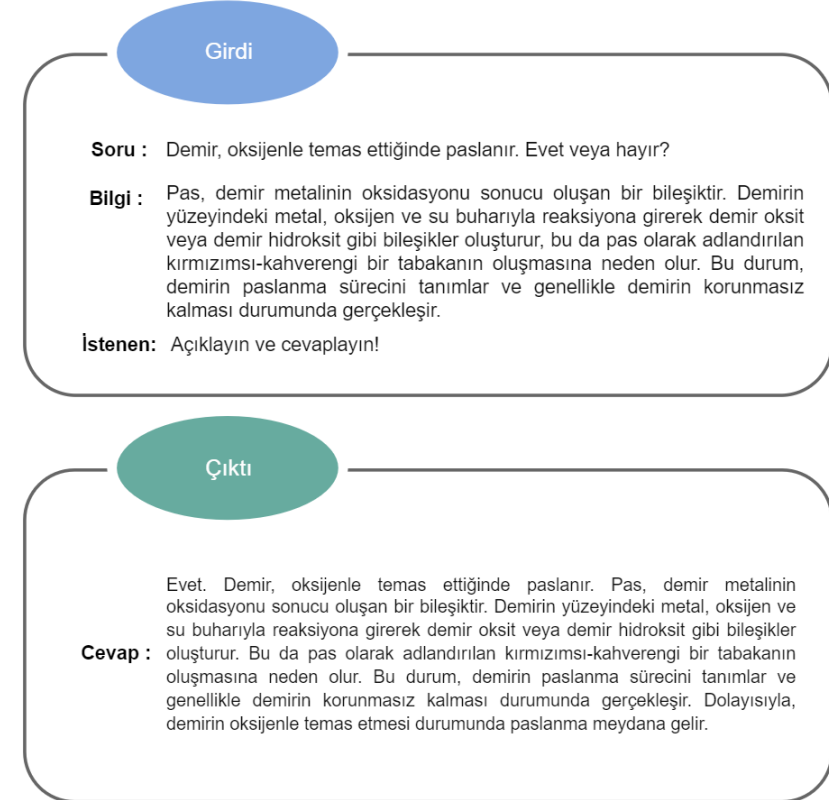 Girdi
Soru : Demir, oksijenle temas ettiğinde paslanır. Evet veya hayır?
Bilgi : Pas, demir metalinin oksidasyonu sonucu oluşan bir bileşiktir. Demirin
yüzeyindeki metal, oksijen ve su buharıyla reaksiyona girerek demir oksit
veya demir hidroksit gibi bileşikler oluşturur, bu da pas olarak adlandırılan
kırmızımsı-kahverengi bir tabakanın oluşmasına neden olur. Bu durum,
demirin paslanma sürecini tanımlar ve genellikle demirin korunmasız
kalması durumunda gerçekleşir.
İstenen: Açıklayın ve cevaplayın!
Çıktı
Evet. Demir, oksijenle temas ettiğinde paslanır. Pas, demir metalinin
oksidasyonu sonucu oluşan bir bileşiktir. Demirin yüzeyindeki metal, oksijen ve
su buharıyla reaksiyona girerek demir oksit veya demir hidroksit gibi bileşikler
Cevap : oluşturur. Bu da pas olarak adlandırılan kırmızımsı-kahverengi bir tabakanın
oluşmasına neden olur. Bu durum, demirin paslanma sürecini tanımlar ve
genellikle demirin korunmasız kalması durumunda gerçekleşir. Dolayısıyla,
demirin oksijenle temas etmesi durumunda paslanma meydana gelir.